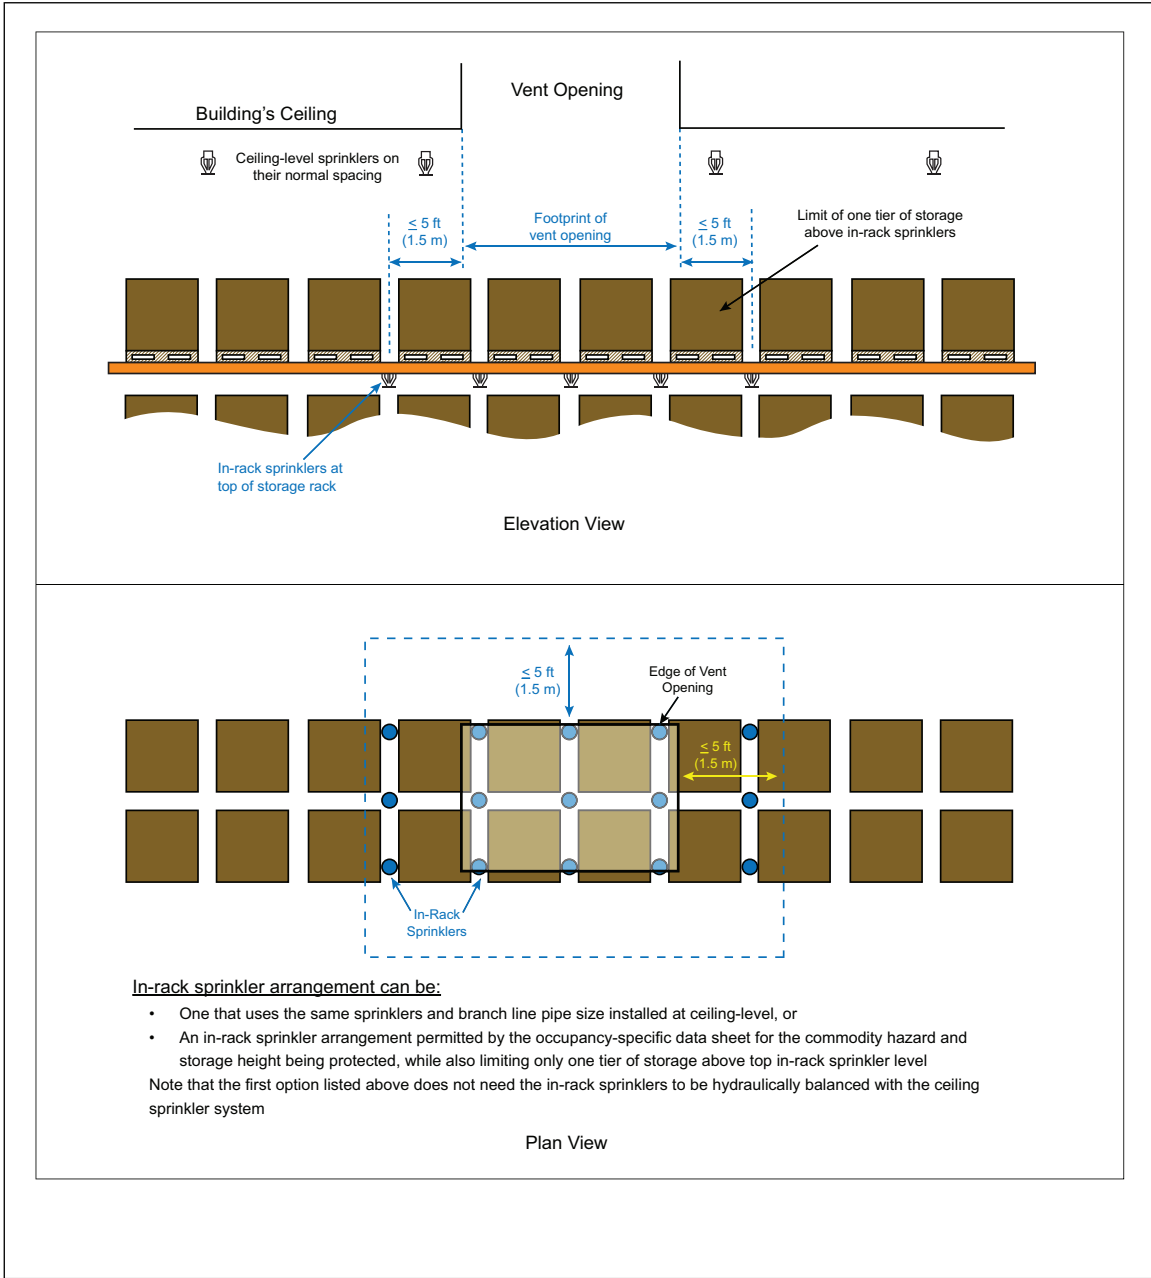 Vent Opening
Building's Ceiling
Ceiling-level sprinklers on
their normal spacing
≤ 5 ft
(1.5 m)
Footprint of
vent opening
≤ 5 ft
(1.5 m)
Limit of one tier of storage
above in-rack sprinklers
In-rack sprinklers at
top of storage rack
Elevation View
≤ 5 ft
(1.5 m)
Edge of Vent
Opening
≤ 5 ft
(1.5 m)
In-Rack
Sprinklers
In-rack sprinkler arrangement can be:
• One that uses the same sprinklers and branch line pipe size installed at ceiling-level, or
• An in-rack sprinkler arrangement permitted by the occupancy-specific data sheet for the commodity hazard and
storage height being protected, while also limiting only one tier of storage above top in-rack sprinkler level
Note that the first option listed above does not need the in-rack sprinklers to be hydraulically balanced with the ceiling
sprinkler system
Plan View